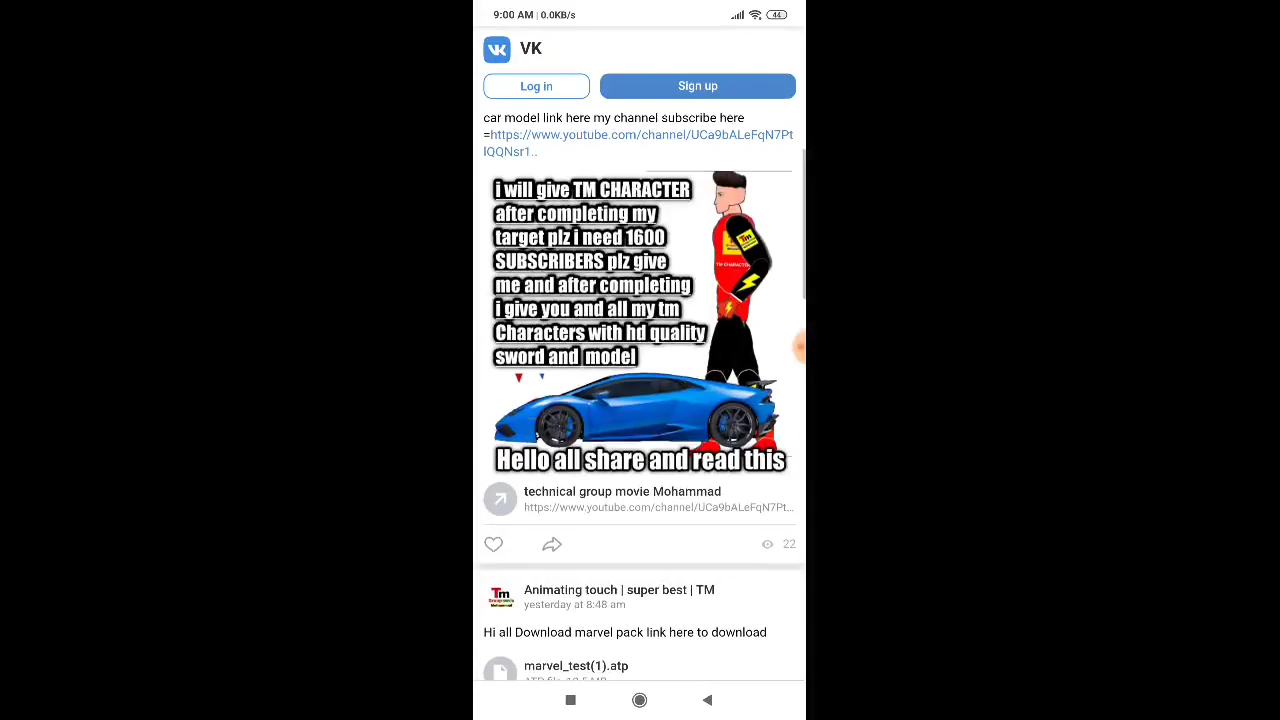 9:00 AM | 0.0KB/s
44
VK
Log in
Sign up
car model link here my channel subscribe here
=https://www.youtube.com/channel/UCa9bALeFqN7Pt
lQQNsr1..
i will give TM CHARACTER
after completing my
target plz i need 1600
SUBSCRIBERS plz give
me and after completing
i give you and all my tm
Characters with hd quality
sword and model
Tm
TM CHARACTER
Hello all share and read this
technical group movie Mohammad
https://www.youtube.com/channel/UCa9bALeFqN7Pt...
22
Tm
Animating touch | super best | TM
yesterday at 8:48 am
Hi all Download marvel pack link here to download
marvel_test(1).atp